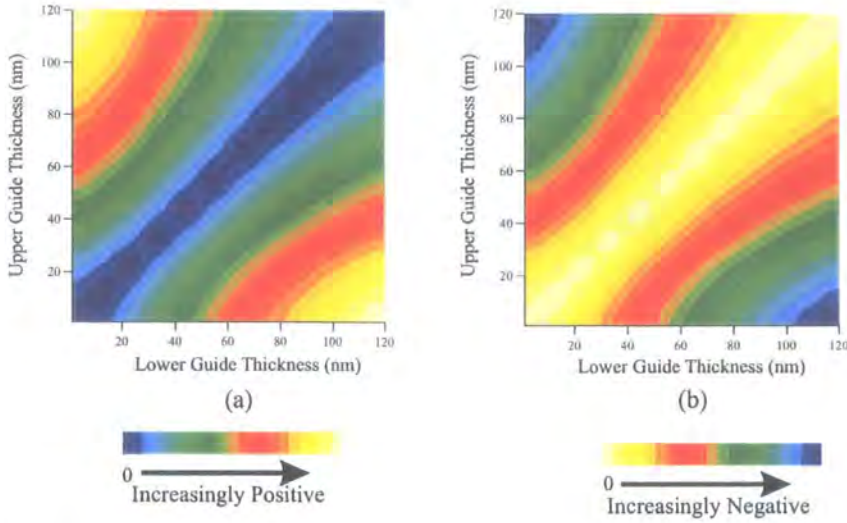 120
100
80
60
40
20
Upper Guide Thickness (nm)
20 40 60 80 100 120
Lower Guide Thickness (nm)
(a)
0
Increasingly Positive
120
100
80
60
40
20
Upper Guide Thickness (nm)
20 40 60 80 100 120
Lower Guide Thickness (nm)
(b)
0
Increasingly Negative